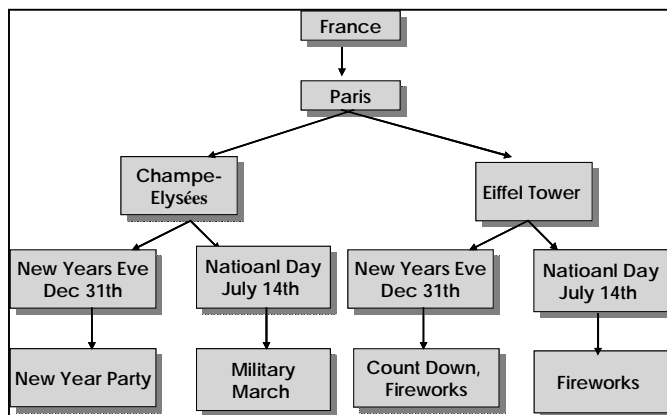 France
Paris
Champe-
Elysées
Eiffel Tower
New Years Eve
Dec 31th
Natioanl Day
July 14th
New Years Eve
Dec 31th
Natioanl Day
July 14th
New Year Party
Military
March
Count Down,
Fireworks
Fireworks